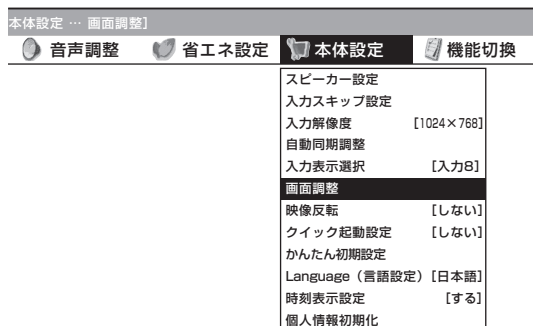 本体設定 … 画面調整]
音声調整 省エネ設定 本体設定 機能切換
スピーカー設定
入力スキップ設定
入力解像度 [1024×768]
自動同期調整
入力表示選択 [入力8]
画面調整
映像反転 [しない]
クイック起動設定 [しない]
かんたん初期設定
Language（言語設定）[日本語]
時刻表示設定 [する]
個人情報初期化